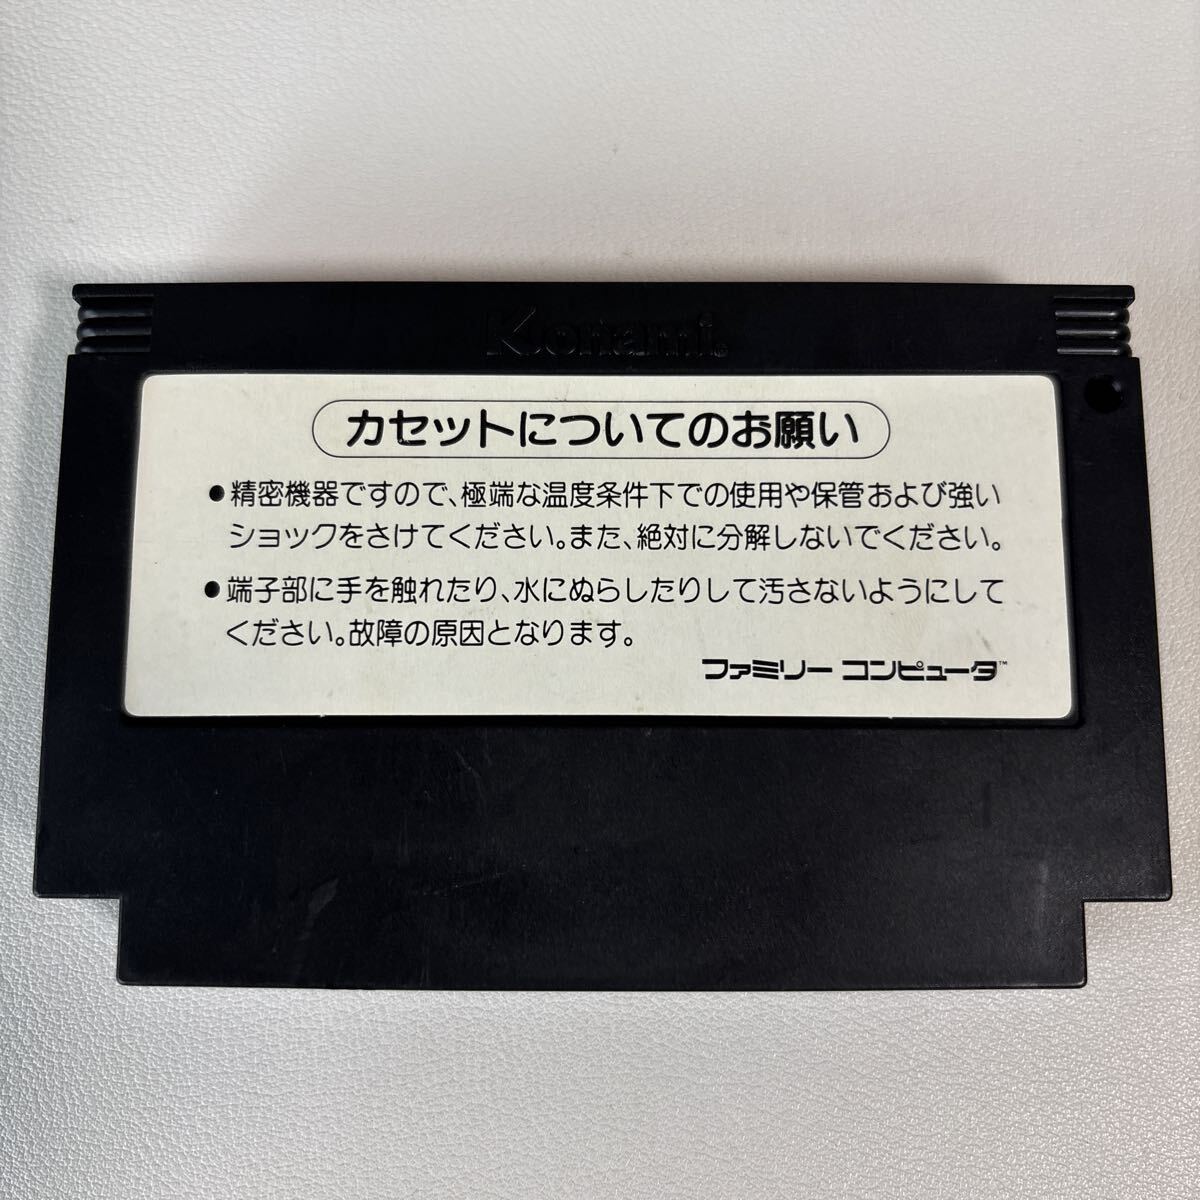 Konami®
カセットについてのお願い
●精密機器ですので、極端な温度条件下での使用や保管および強い
ショックをさけてください。また、絶対に分解しないでください。
●端子部に手を触れたり、水にぬらしたりして汚さないようにして
ください。故障の原因となります。
ファミリー コンピュータ™